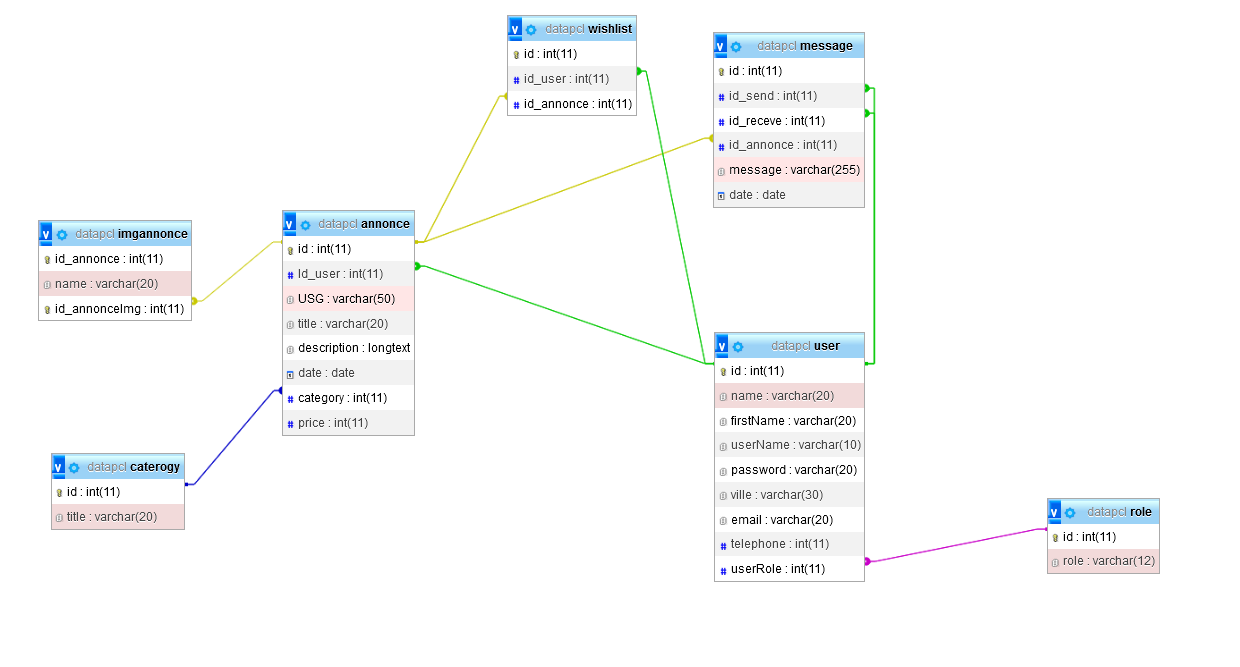 datapcl wishlist
id : int(11)
id_user : int(11)
id_annonce : int(11)
datapcl message
id : int(11)
id_send : int(11)
id_receve : int(11)
id_annonce : int(11)
message : varchar(255)
date : date
datapcl imgannonce
id_annonce : int(11)
name : varchar(20)
id_annonceImg : int(11)
datapcl annonce
id : int(11)
Id_user : int(11)
USG : varchar(50)
title : varchar(20)
description : longtext
date : date
category : int(11)
price : int(11)
datapcl user
id : int(11)
name : varchar(20)
firstName : varchar(20)
userName : varchar(10)
password : varchar(20)
ville : varchar(30)
email : varchar(20)
telephone : int(11)
userRole : int(11)
datapcl caterogy
id : int(11)
title : varchar(20)
datapcl role
id : int(11)
role : varchar(12)